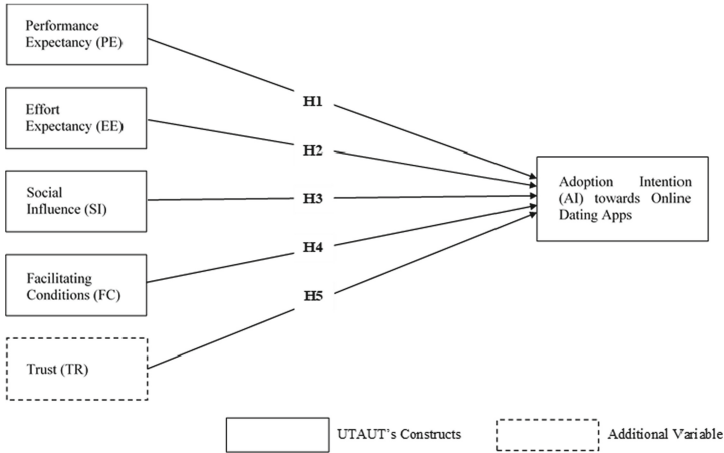 Performance
Expectancy (PE)
H1
Effort
Expectancy (EE)
H2
Social
Influence (SI)
H3
Adoption Intention
(AI) towards Online
Dating Apps
H4
Facilitating
Conditions (FC)
H5
Trust (TR)
UTAUT's Constructs
Additional Variable